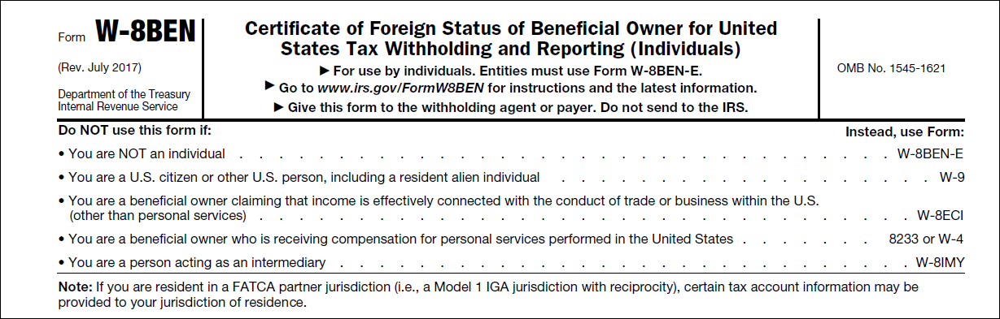 Form W-8BEN
(Rev. July 2017)
Department of the Treasury
Internal Revenue Service
Certificate of Foreign Status of Beneficial Owner for United
States Tax Withholding and Reporting (Individuals)
▶ For use by individuals. Entities must use Form W-8BEN-E.
▶ Go to www.irs.gov/FormW8BEN for instructions and the latest information.
▶ Give this form to the withholding agent or payer. Do not send to the IRS.
OMB No. 1545-1621
Do NOT use this form if: Instead, use Form:
• You are NOT an individual . . . . . . . . . . . . . . . . . . . . . . . . . . . W-8BEN-E
• You are a U.S. citizen or other U.S. person, including a resident alien individual . . . . . . . . . . . . W-9
• You are a beneficial owner claiming that income is effectively connected with the conduct of trade or business within the U.S.
(other than personal services) . . . . . . . . . . . . . . . . . . . . . . . . . . . W-8ECI
• You are a beneficial owner who is receiving compensation for personal services performed in the United States . . . . . . . 8233 or W-4
• You are a person acting as an intermediary . . . . . . . . . . . . . . . . . . . . . . . . W-8IMY
Note: If you are resident in a FATCA partner jurisdiction (i.e., a Model 1 IGA jurisdiction with reciprocity), certain tax account information may be
provided to your jurisdiction of residence.